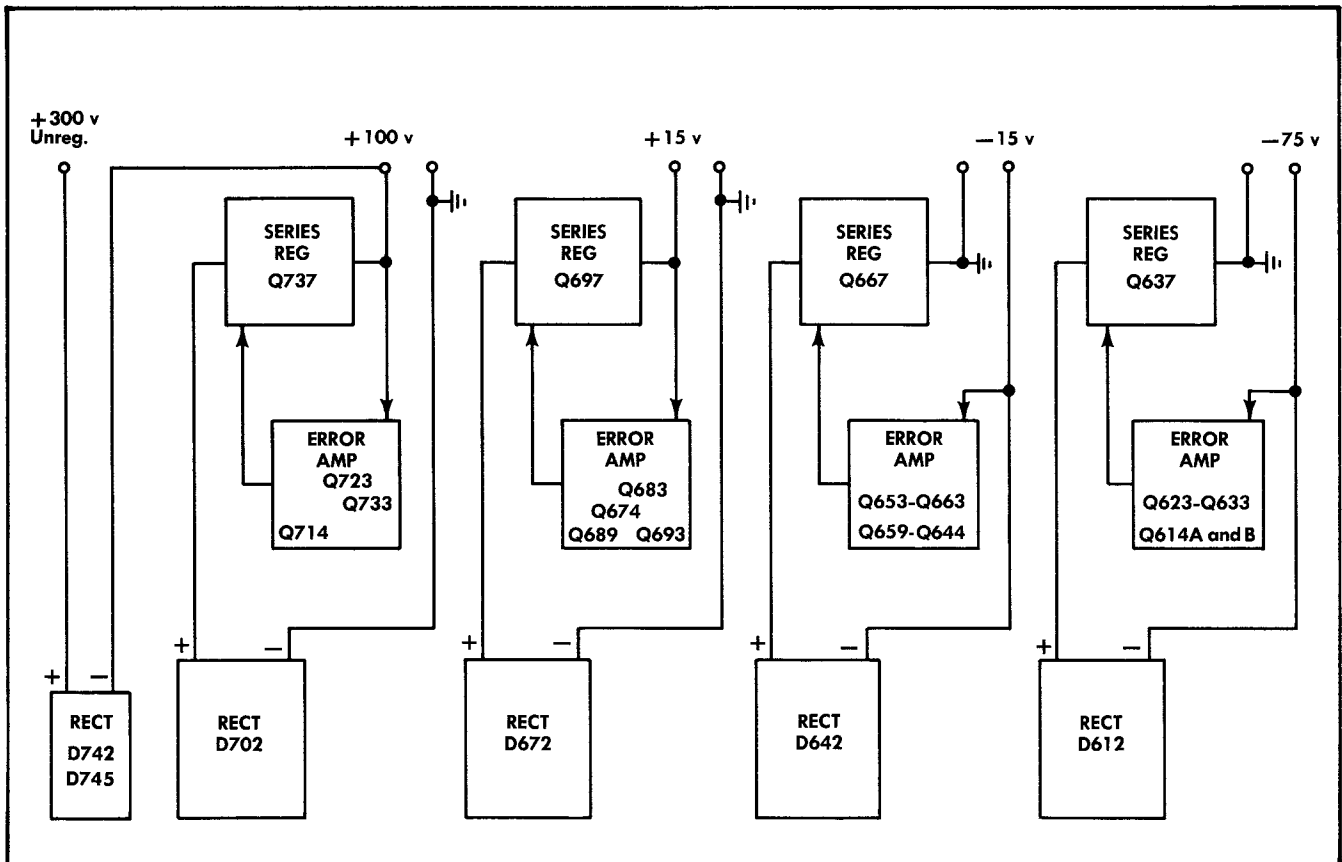 +300 v
Unreg.
+100 v
+15 v
−15 v
−75 v
SERIES
REG
Q737
SERIES
REG
Q697
SERIES
REG
Q667
SERIES
REG
Q637
ERROR
AMP
Q723
Q733
Q714
ERROR
AMP
Q683
Q674
Q689 Q693
ERROR
AMP
Q653-Q663
Q659-Q644
ERROR
AMP
Q623-Q633
Q614A and B
+ −
RECT
D742
D745
+ −
RECT
D702
+ −
RECT
D672
+ −
RECT
D642
+ −
RECT
D612